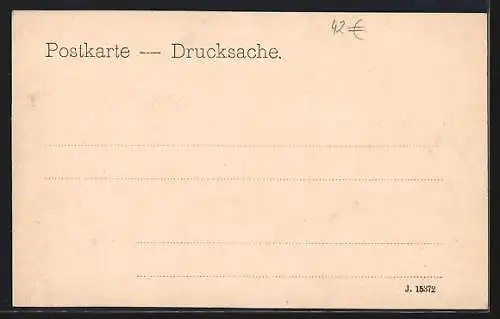 42 €
Postkarte — Drucksache.
J. 15372